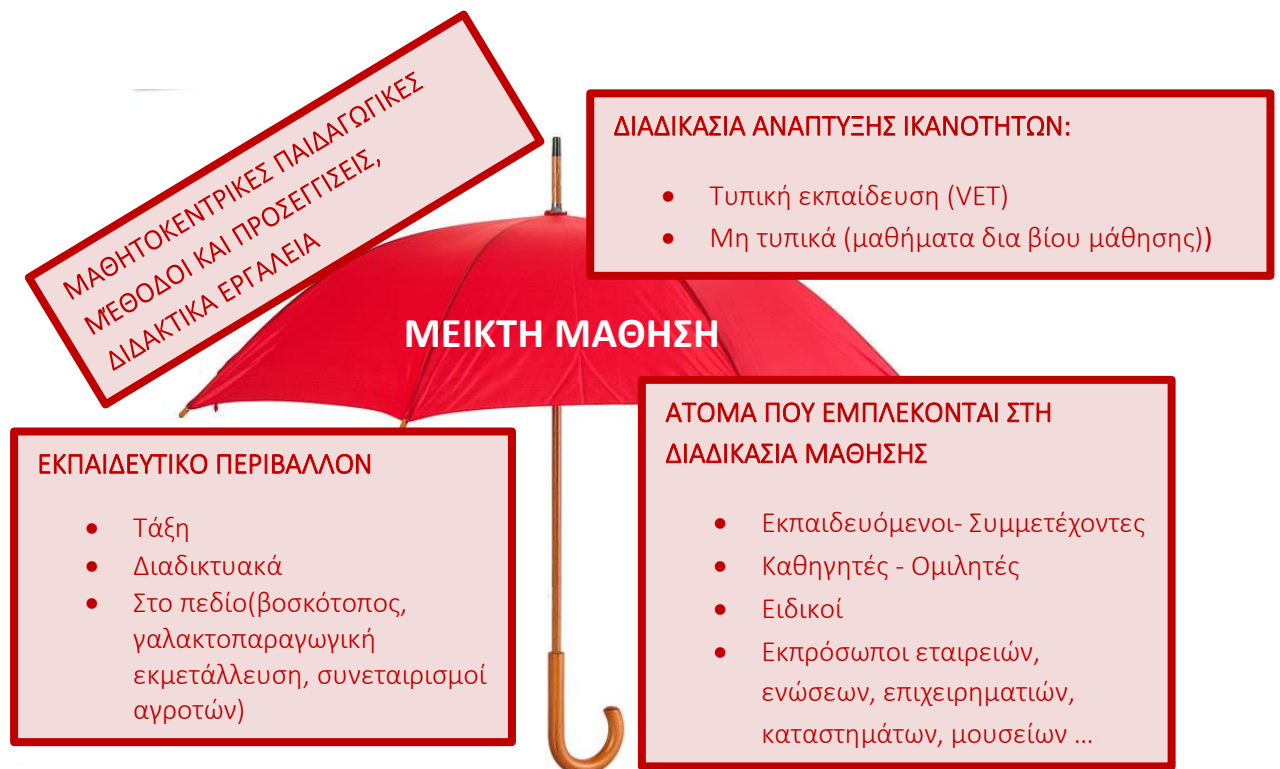 ΜΑΘΗΤΟΚΕΝΤΡΙΚΕΣ ΠΑΙΔΑΓΩΓΙΚΕΣ
ΜΈΘΟΔΟΙ ΚΑΙ ΠΡΟΣΕΓΓΙΣΕΙΣ,
ΔΙΔΑΚΤΙΚΑ ΕΡΓΑΛΕΙΑ
ΔΙΑΔΙΚΑΣΙΑ ΑΝΑΠΤΥΞΗΣ ΙΚΑΝΟΤΗΤΩΝ:
• Τυπική εκπαίδευση (VET)
• Μη τυπικά (μαθήματα δια βίου μάθησης))
ΜΕΙΚΤΗ ΜΑΘΗΣΗ
ΕΚΠΑΙΔΕΥΤΙΚΟ ΠΕΡΙΒΑΛΛΟΝ
• Τάξη
• Διαδικτυακά
• Στο πεδίο(βοσκότοπος,
γαλακτοπαραγωγική
εκμετάλλευση, συνεταιρισμοί
αγροτών)
ΑΤΟΜΑ ΠΟΥ ΕΜΠΛΕΚΟΝΤΑΙ ΣΤΗ
ΔΙΑΔΙΚΑΣΙΑ ΜΑΘΗΣΗΣ
• Εκπαιδευόμενοι- Συμμετέχοντες
• Καθηγητές - Ομιλητές
• Ειδικοί
• Εκπρόσωποι εταιρειών,
ενώσεων, επιχειρηματιών,
καταστημάτων, μουσείων ...